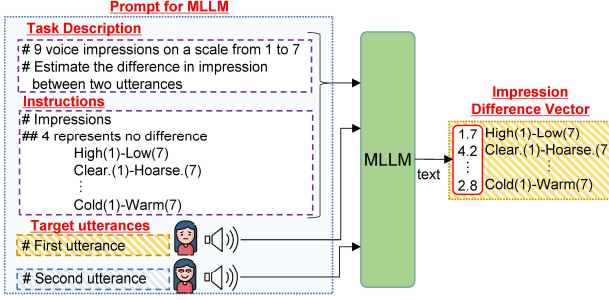 Prompt for MLLM
Task Description
# 9 voice impressions on a scale from 1 to 7
# Estimate the difference in impression
between two utterances
Instructions
# Impressions
## 4 represents no difference
High(1)-Low(7)
Clear.(1)-Hoarse.(7)
⋮
Cold(1)-Warm(7)
Target utterances
# First utterance
# Second utterance
MLLM
text
Impression
Difference Vector
1.7 High(1)-Low(7)
4.2 Clear.(1)-Hoarse.(7
⋮ ⋮
2.8 Cold(1)-Warm(7)